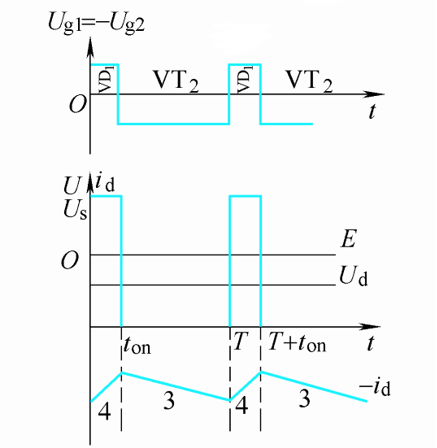 Ug1=−Ug2
VD1 VT2 VD1 VT2
O t
U id
Us
E
O
Ud
ton T T+ton t
−id
4 3 4 3